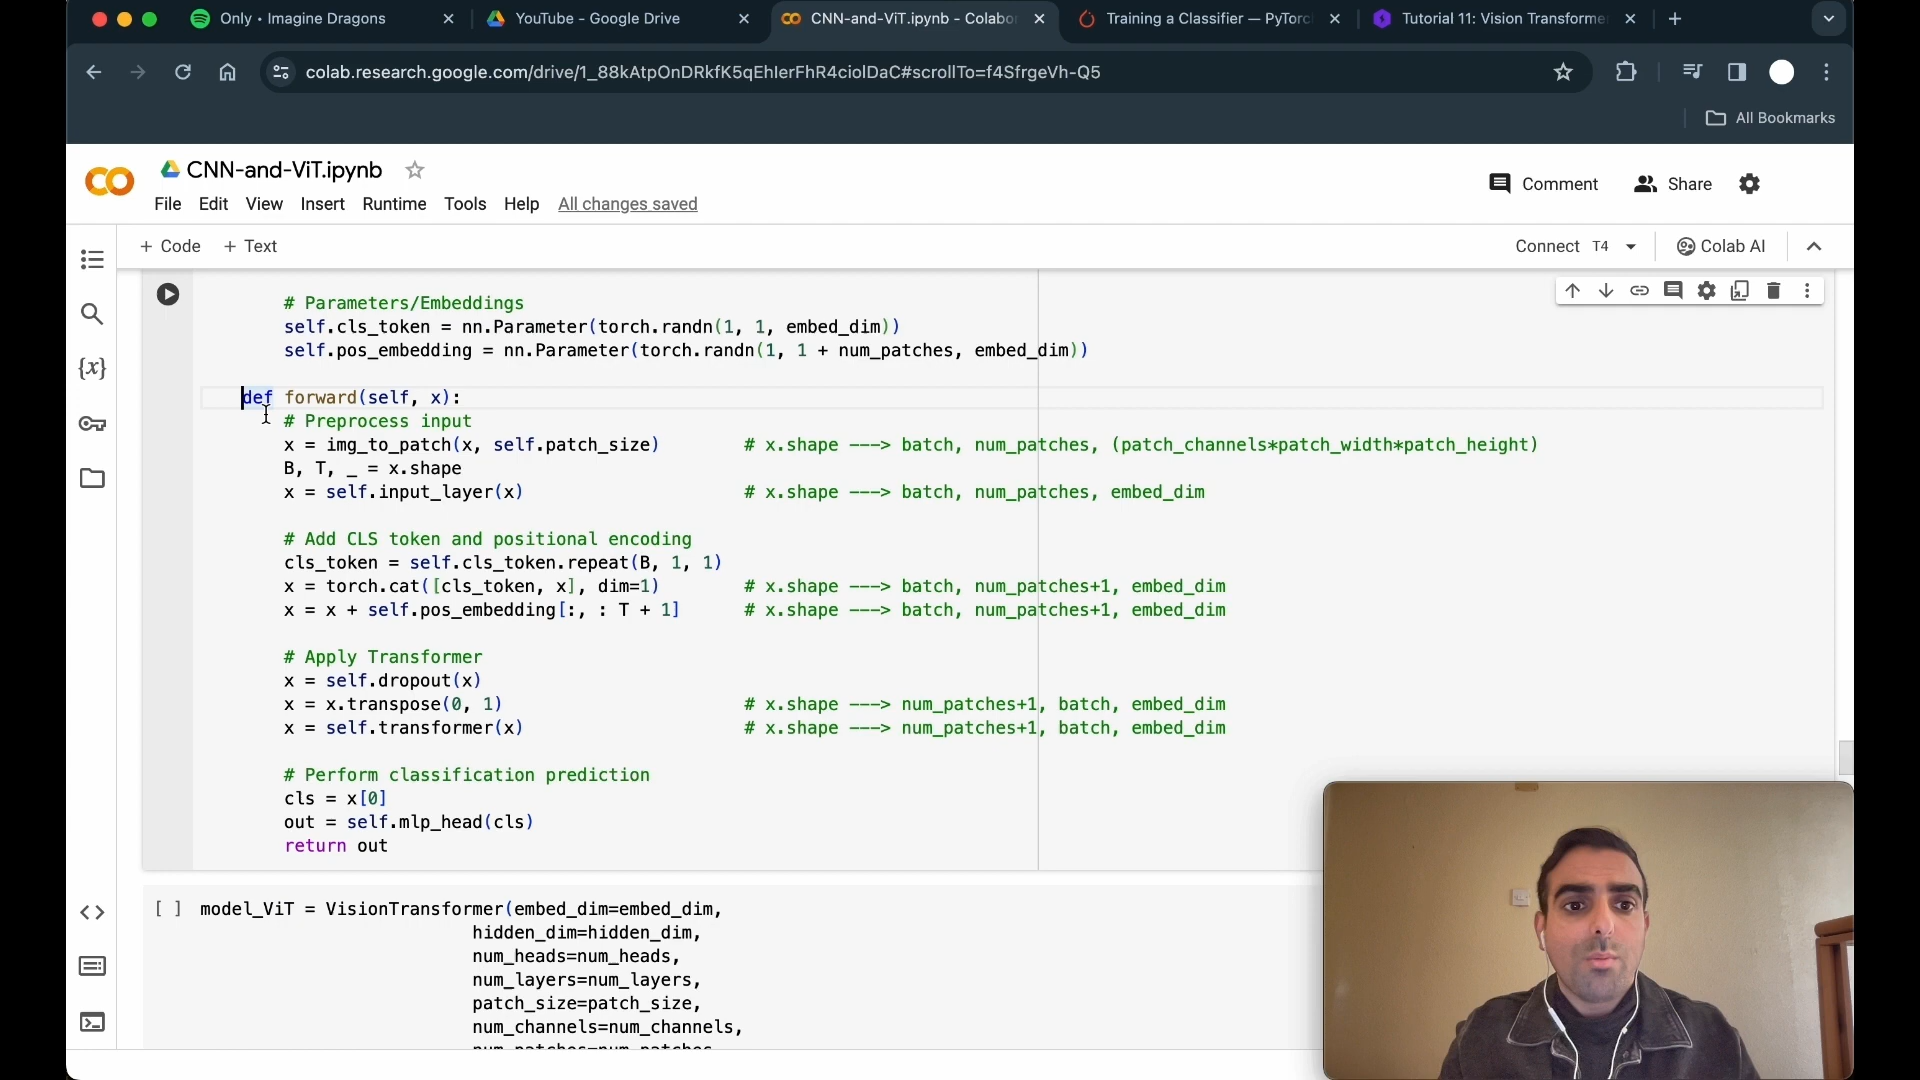 Only • Imagine Dragons
YouTube - Google Drive
CNN-and-ViT.ipynb - Colabo
Training a Classifier — PyTorc
Tutorial 11: Vision Transforme
colab.research.google.com/drive/1_88kAtpOnDRkfK5qEhIerFhR4ciolDaC#scrollTo=f4SfrgeVh-Q5
All Bookmarks
CNN-and-ViT.ipynb
Comment
Share
File Edit View Insert Runtime Tools Help All changes saved
+ Code + Text
Connect T4
Colab AI
# Parameters/Embeddings
self.cls_token = nn.Parameter(torch.randn(1, 1, embed_dim))
self.pos_embedding = nn.Parameter(torch.randn(1, 1 + num_patches, embed_dim))
def forward(self, x):
# Preprocess input
x = img_to_patch(x, self.patch_size) # x.shape ---> batch, num_patches, (patch_channels*patch_width*patch_height)
B, T, _ = x.shape
x = self.input_layer(x) # x.shape ---> batch, num_patches, embed_dim
# Add CLS token and positional encoding
cls_token = self.cls_token.repeat(B, 1, 1)
x = torch.cat([cls_token, x], dim=1) # x.shape ---> batch, num_patches+1, embed_dim
x = x + self.pos_embedding[:, : T + 1] # x.shape ---> batch, num_patches+1, embed_dim
# Apply Transformer
x = self.dropout(x)
x = x.transpose(0, 1) # x.shape ---> num_patches+1, batch, embed_dim
x = self.transformer(x) # x.shape ---> num_patches+1, batch, embed_dim
# Perform classification prediction
cls = x[0]
out = self.mlp_head(cls)
return out
[ ] model_ViT = VisionTransformer(embed_dim=embed_dim,
hidden_dim=hidden_dim,
num_heads=num_heads,
num_layers=num_layers,
patch_size=patch_size,
num_channels=num_channels,